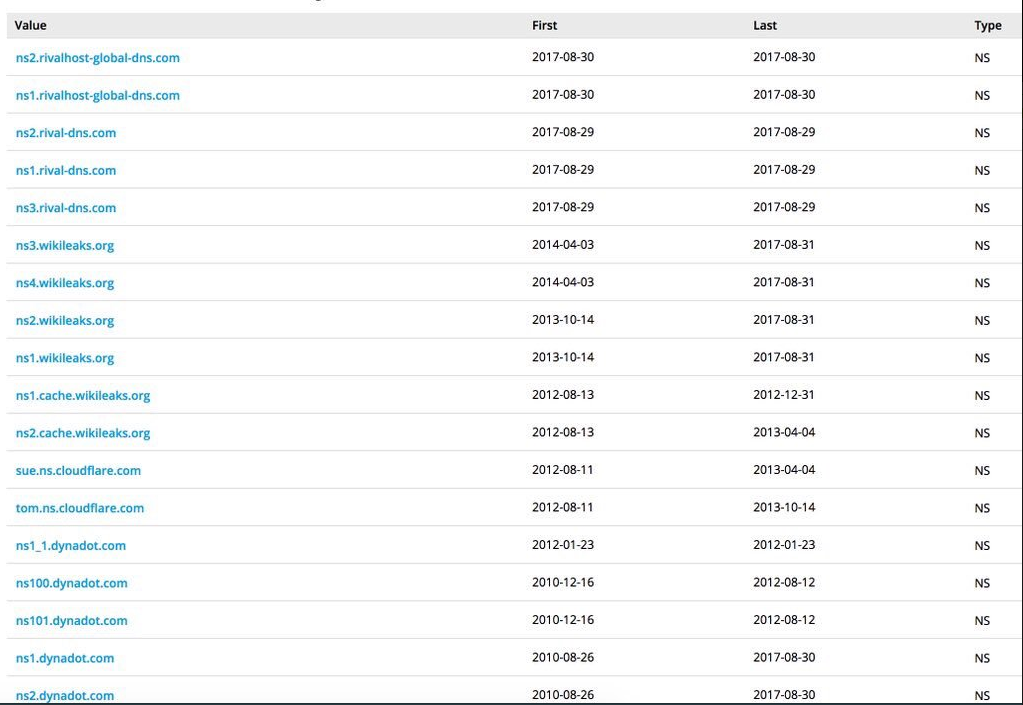 Value First Last Type
ns2.rivalhost-global-dns.com 2017-08-30 2017-08-30 NS
ns1.rivalhost-global-dns.com 2017-08-30 2017-08-30 NS
ns2.rival-dns.com 2017-08-29 2017-08-29 NS
ns1.rival-dns.com 2017-08-29 2017-08-29 NS
ns3.rival-dns.com 2017-08-29 2017-08-29 NS
ns3.wikileaks.org 2014-04-03 2017-08-31 NS
ns4.wikileaks.org 2014-04-03 2017-08-31 NS
ns2.wikileaks.org 2013-10-14 2017-08-31 NS
ns1.wikileaks.org 2013-10-14 2017-08-31 NS
ns1.cache.wikileaks.org 2012-08-13 2012-12-31 NS
ns2.cache.wikileaks.org 2012-08-13 2013-04-04 NS
sue.ns.cloudflare.com 2012-08-11 2013-04-04 NS
tom.ns.cloudflare.com 2012-08-11 2013-10-14 NS
ns1_1.dynadot.com 2012-01-23 2012-01-23 NS
ns100.dynadot.com 2010-12-16 2012-08-12 NS
ns101.dynadot.com 2010-12-16 2012-08-12 NS
ns1.dynadot.com 2010-08-26 2017-08-30 NS
ns2.dynadot.com 2010-08-26 2017-08-30 NS